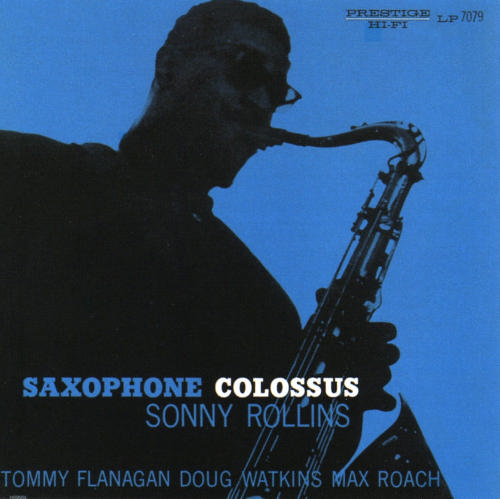 PRESTIGE LP 7079
HI-FI
SAXOPHONE COLOSSUS
SONNY ROLLINS
TOMMY FLANAGAN DOUG WATKINS MAX ROACH